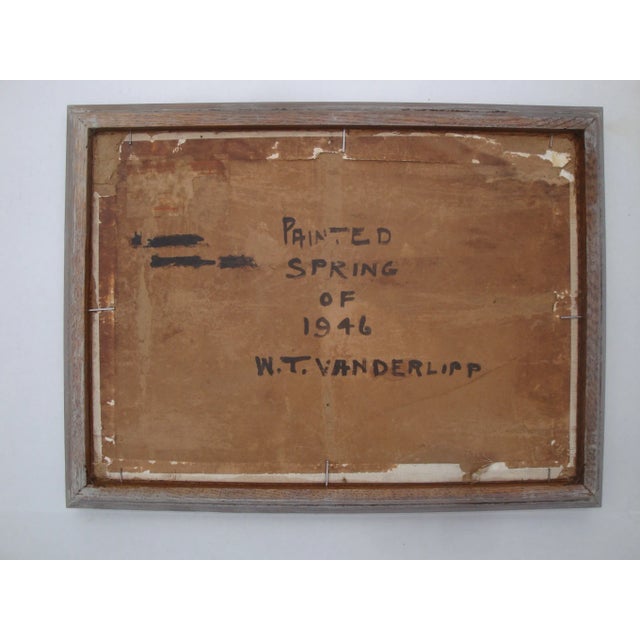 PAINTED
SPRING
OF
1946
W.T. VANDERLIPP